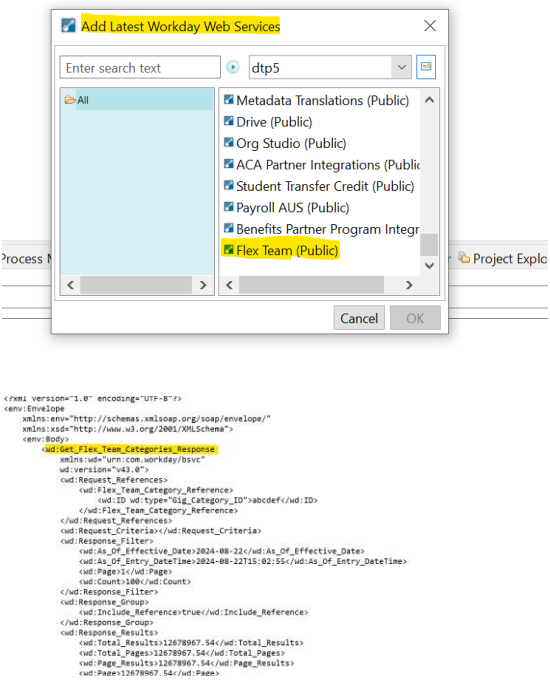 Add Latest Workday Web Services
Enter search text
dtp5
All
Metadata Translations (Public)
Drive (Public)
Org Studio (Public)
ACA Partner Integrations (Public
Student Transfer Credit (Public)
Payroll AUS (Public)
Benefits Partner Program Integr
Flex Team (Public)
Process
Project Explo
Cancel
OK
<?xml version="1.0" encoding="UTF-8"?>
<env:Envelope
xmlns:env="http://schemas.xmlsoap.org/soap/envelope/"
xmlns:xsd="http://www.w3.org/2001/XMLSchema">
<env:Body>
<wd:Get_Flex_Team_Categories_Response
xmlns:wd="urn:com.workday/bsvc"
wd:version="v43.0">
<wd:Request_References>
<wd:Flex_Team_Category_Reference>
<wd:ID wd:type="Gig_Category_ID">abcdef</wd:ID>
</wd:Flex_Team_Category_Reference>
</wd:Request_References>
<wd:Request_Criteria></wd:Request_Criteria>
<wd:Response_Filter>
<wd:As_Of_Effective_Date>2024-08-22</wd:As_Of_Effective_Date>
<wd:As_Of_Entry_DateTime>2024-08-22T15:02:55</wd:As_Of_Entry_DateTime>
<wd:Page>1</wd:Page>
<wd:Count>100</wd:Count>
</wd:Response_Filter>
<wd:Response_Group>
<wd:Include_Reference>true</wd:Include_Reference>
</wd:Response_Group>
<wd:Response_Results>
<wd:Total_Results>12678967.54</wd:Total_Results>
<wd:Total_Pages>12678967.54</wd:Total_Pages>
<wd:Page_Results>12678967.54</wd:Page_Results>
<wd:Page>12678967.54</wd:Page>